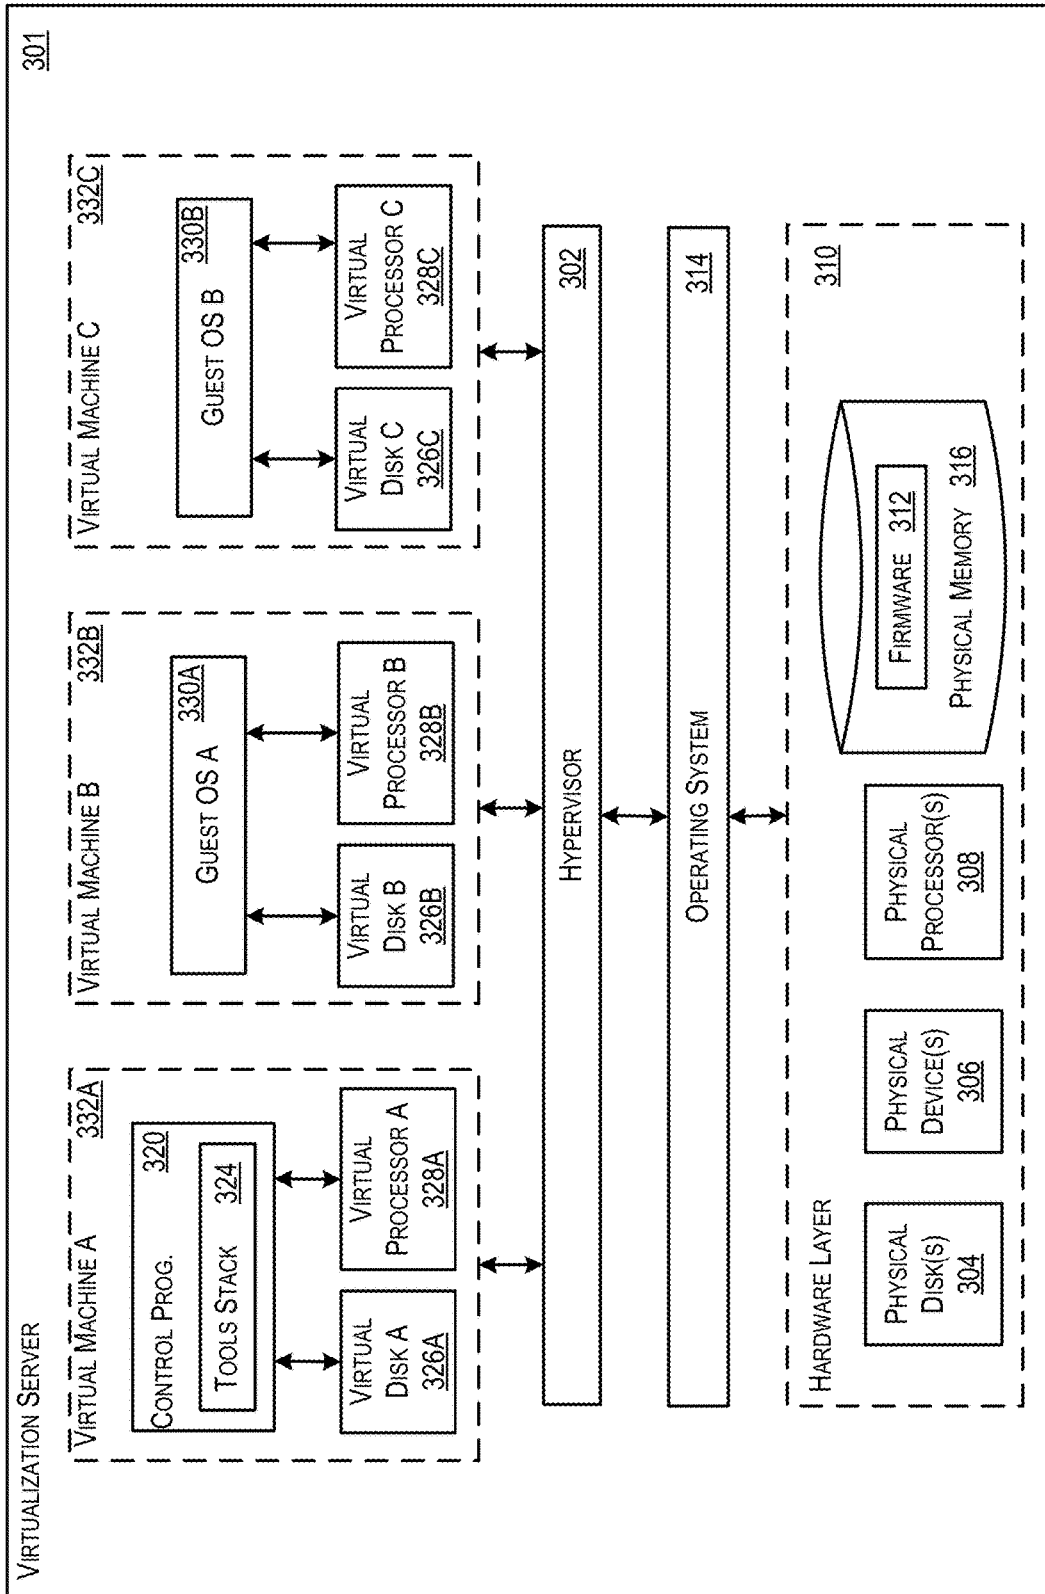 VIRTUALIZATION SERVER
301
VIRTUAL MACHINE A
332A
CONTROL PROG.
320
TOOLS STACK
324
VIRTUAL
DISK A
326A
VIRTUAL
PROCESSOR A
328A
VIRTUAL MACHINE B
332B
GUEST OS A
330A
VIRTUAL
DISK B
326B
VIRTUAL
PROCESSOR B
328B
VIRTUAL MACHINE C
332C
GUEST OS B
330B
VIRTUAL
DISK C
326C
VIRTUAL
PROCESSOR C
328C
HYPERVISOR
302
OPERATING SYSTEM
314
HARDWARE LAYER
310
PHYSICAL
DISK(S)
304
PHYSICAL
DEVICE(S)
306
PHYSICAL
PROCESSOR(S)
308
FIRMWARE 312
PHYSICAL MEMORY 316